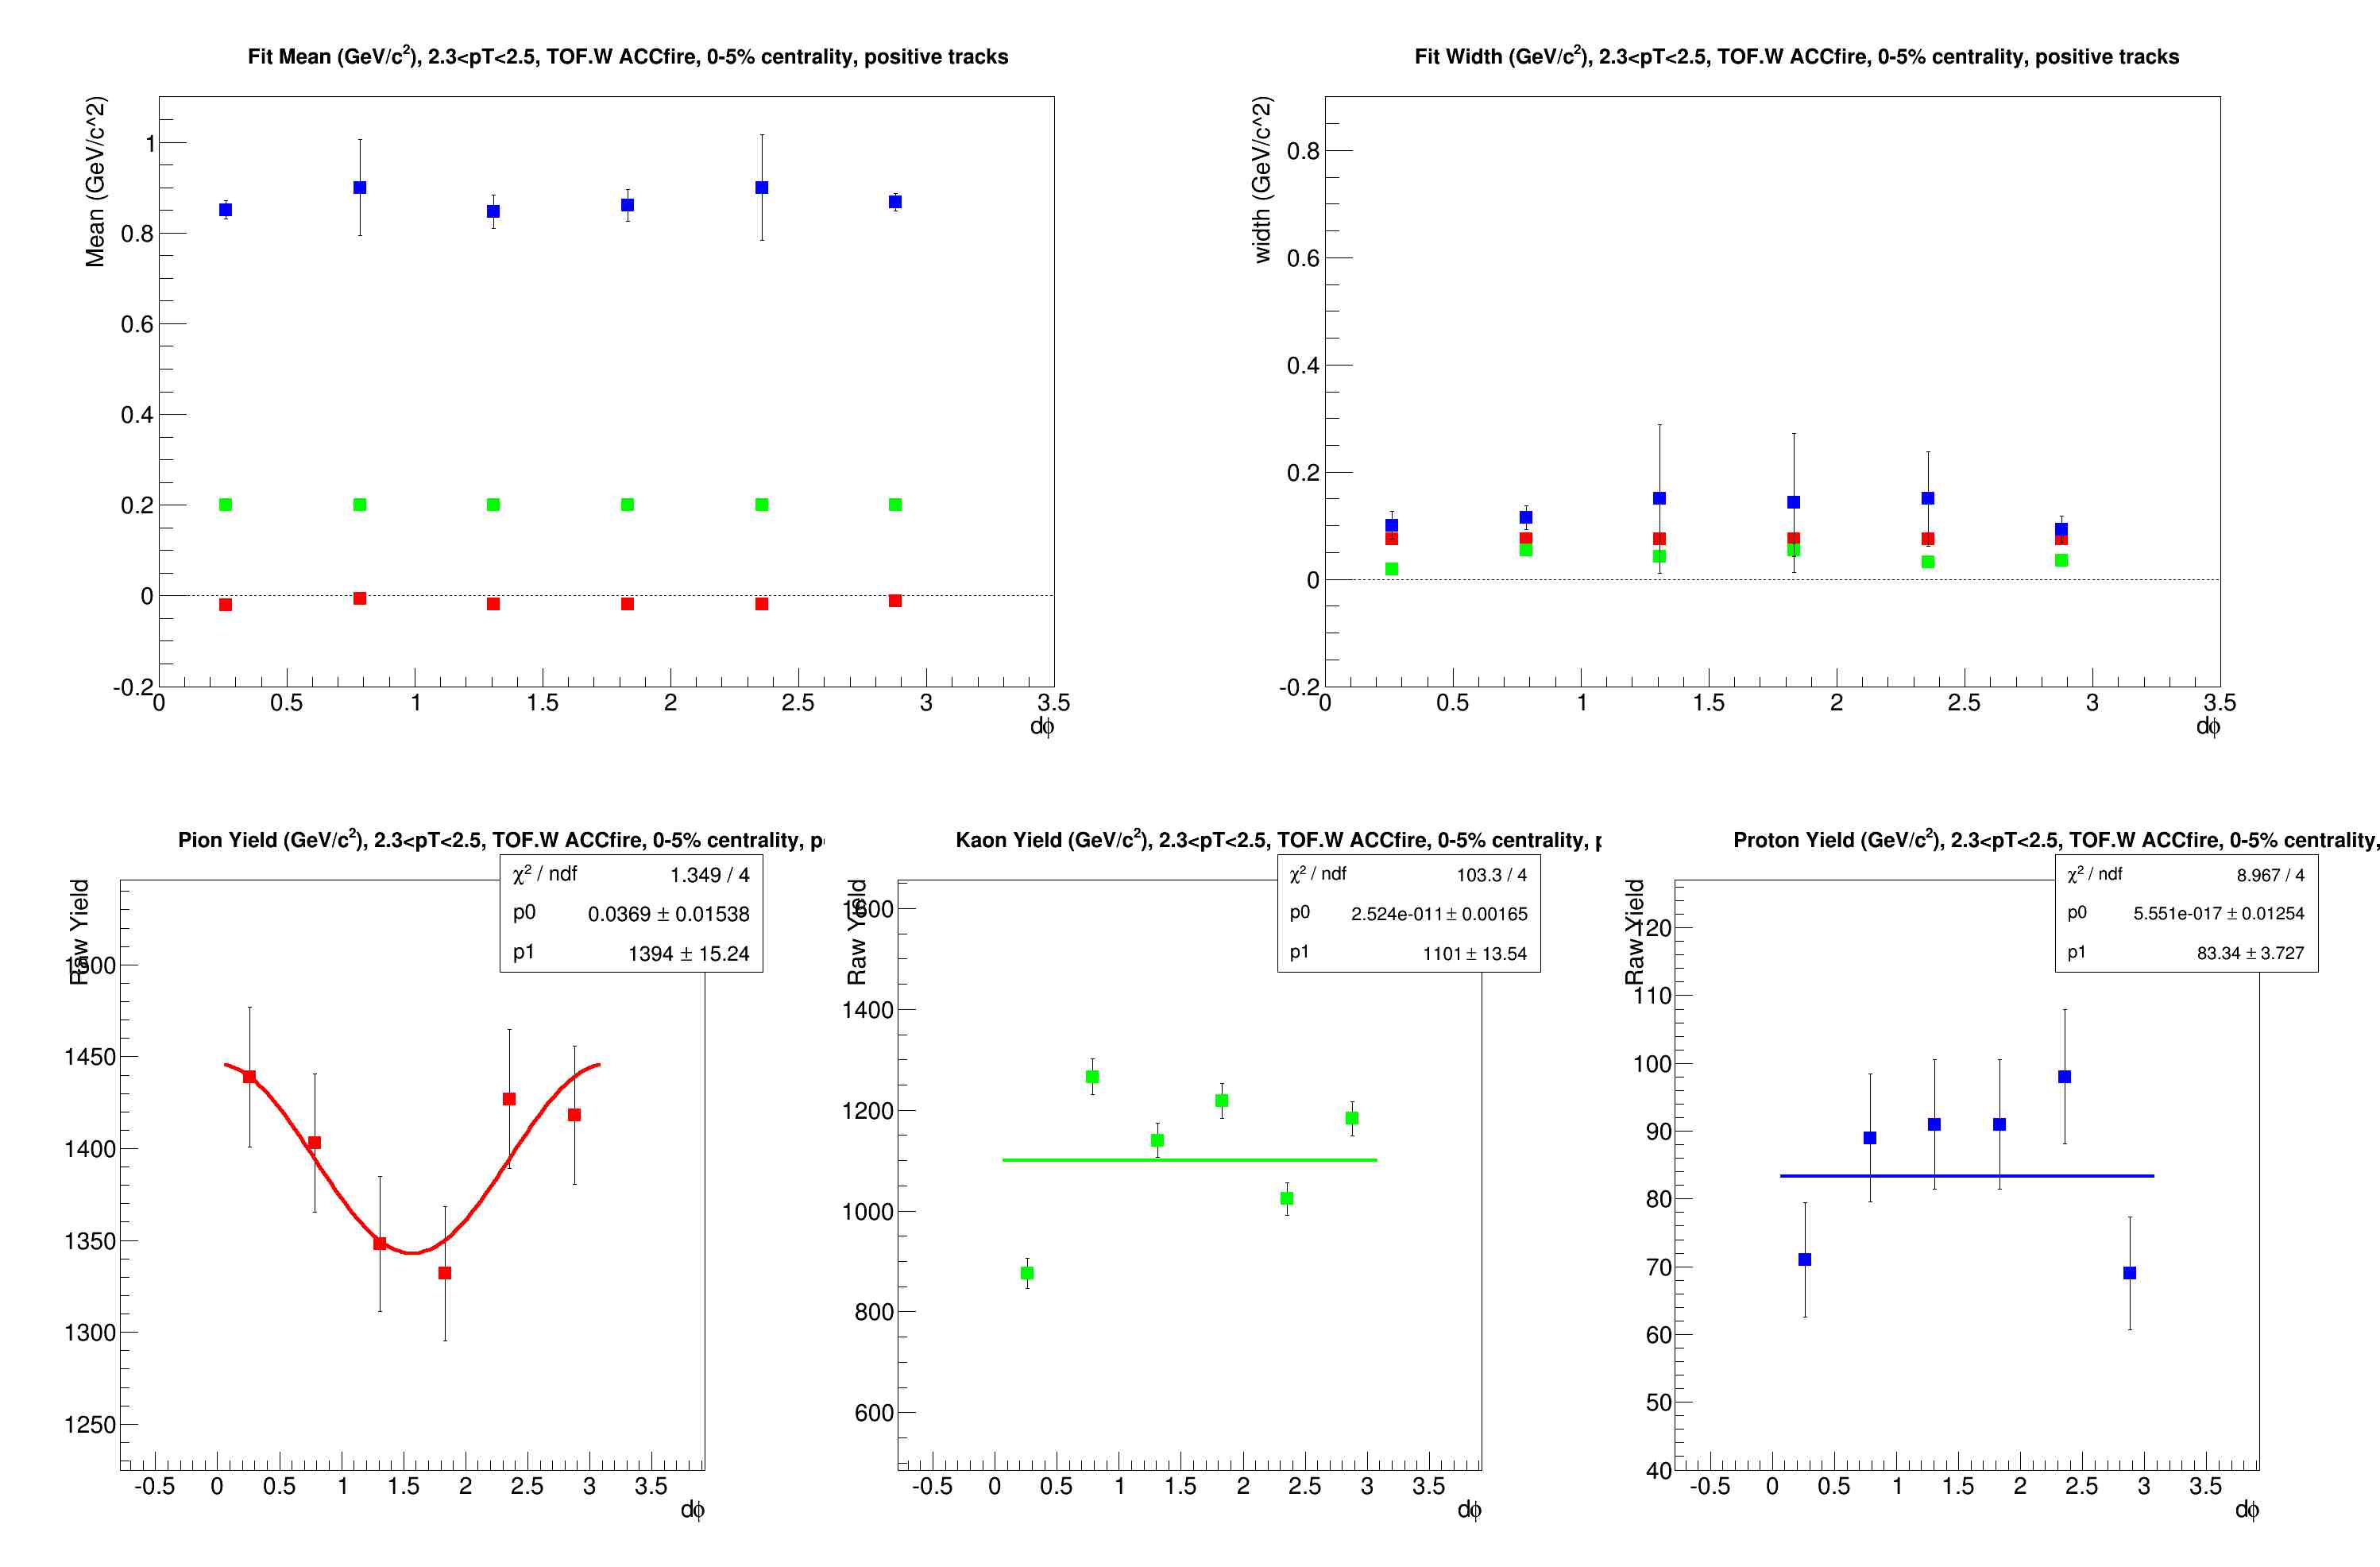 Fit Mean (GeV/c²), 2.3<pT<2.5, TOF.W ACCfire, 0-5% centrality, positive tracks
Mean (GeV/c^2)
1
0.8
0.6
0.4
0.2
0
-0.2
0 0.5 1 1.5 2 2.5 3 3.5
dϕ
Fit Width (GeV/c²), 2.3<pT<2.5, TOF.W ACCfire, 0-5% centrality, positive tracks
width (GeV/c^2)
0.8
0.6
0.4
0.2
0
-0.2
0 0.5 1 1.5 2 2.5 3 3.5
dϕ
Pion Yield (GeV/c²), 2.3<pT<2.5, TOF.W ACCfire, 0-5% centrality, p
χ² / ndf 1.349 / 4
p0 0.0369 ± 0.01538
p1 1394 ± 15.24
Raw Yield
1500
1450
1400
1350
1300
1250
-0.5 0 0.5 1 1.5 2 2.5 3 3.5
dϕ
Kaon Yield (GeV/c²), 2.3<pT<2.5, TOF.W ACCfire, 0-5% centrality, p
χ² / ndf 103.3 / 4
p0 2.524e-011 ± 0.00165
p1 1101 ± 13.54
Raw Yield
1600
1400
1200
1000
800
600
-0.5 0 0.5 1 1.5 2 2.5 3 3.5
dϕ
Proton Yield (GeV/c²), 2.3<pT<2.5, TOF.W ACCfire, 0-5% centrality,
χ² / ndf 8.967 / 4
p0 5.551e-017 ± 0.01254
p1 83.34 ± 3.727
Raw Yield
120
110
100
90
80
70
60
50
40
-0.5 0 0.5 1 1.5 2 2.5 3 3.5
dϕ